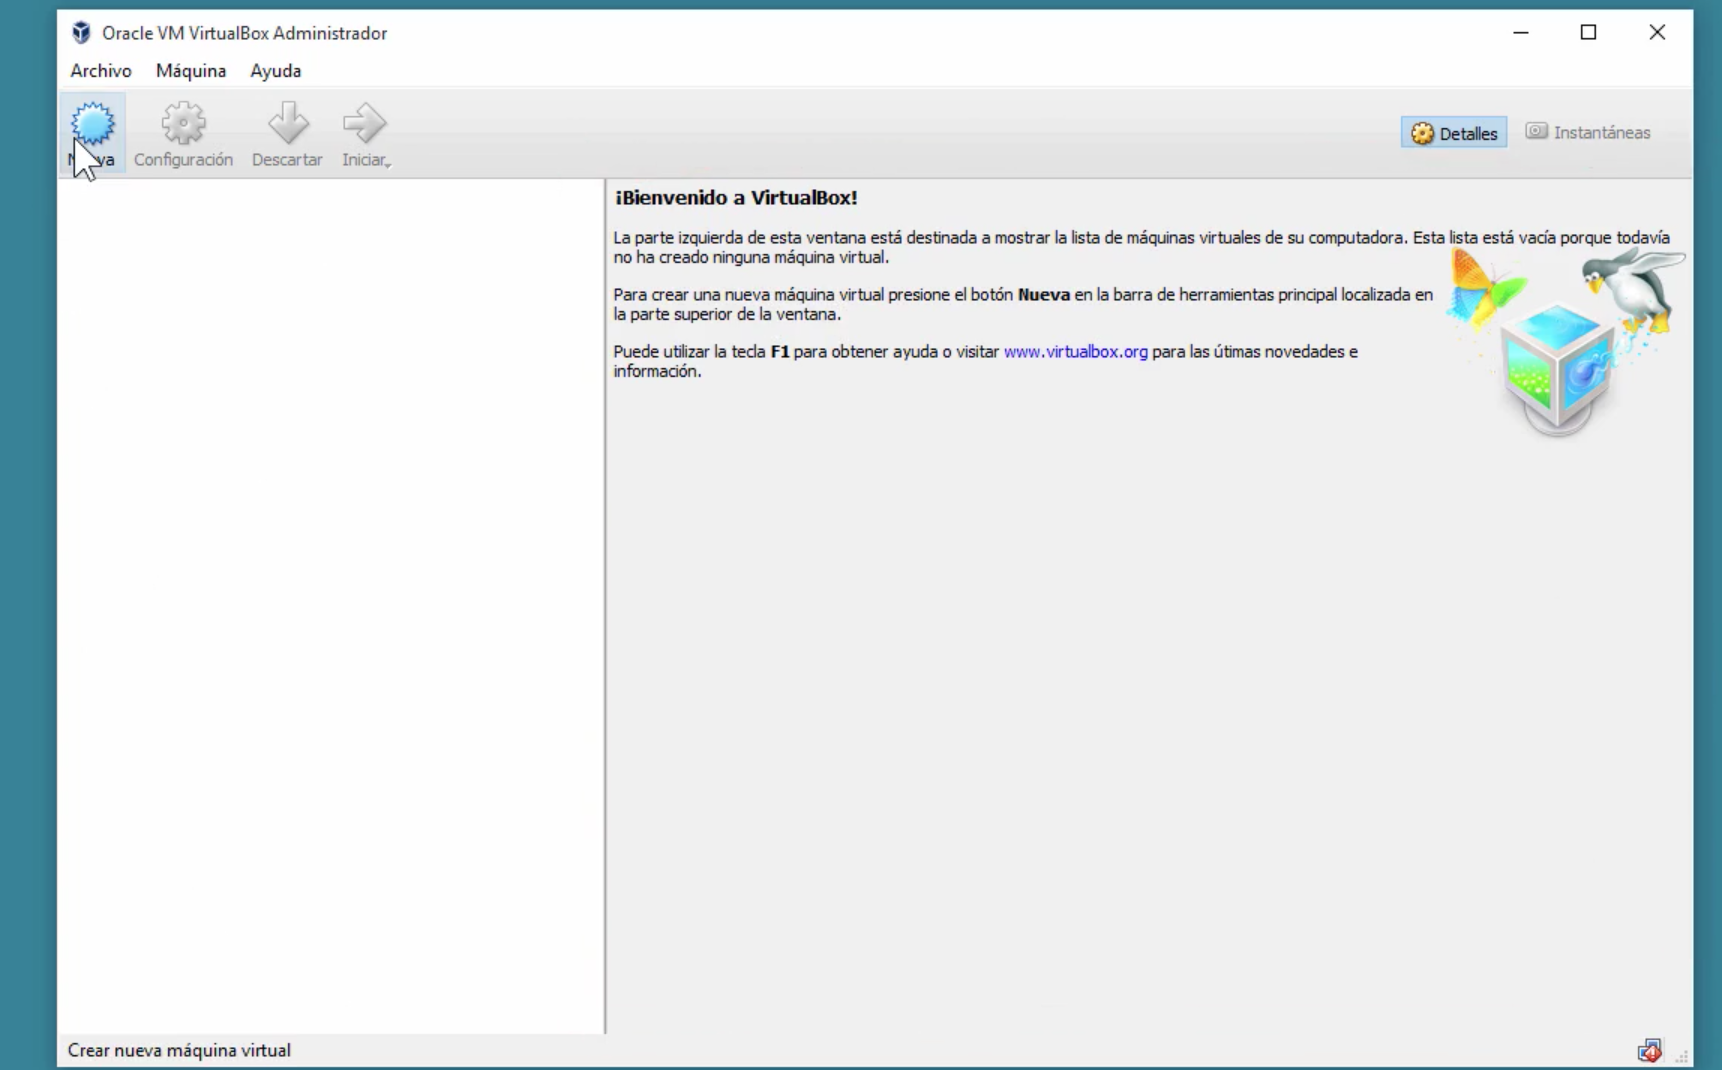 Oracle VM VirtualBox Administrador
Archivo Máquina Ayuda
Configuración Descartar Iniciar
Detalles Instantáneas
¡Bienvenido a VirtualBox!
La parte izquierda de esta ventana está destinada a mostrar la lista de máquinas virtuales de su computadora. Esta lista está vacía porque todavía
no ha creado ninguna máquina virtual.
Para crear una nueva máquina virtual presione el botón Nueva en la barra de herramientas principal localizada en
la parte superior de la ventana.
Puede utilizar la tecla F1 para obtener ayuda o visitar www.virtualbox.org para las útimas novedades e
información.
Crear nueva máquina virtual